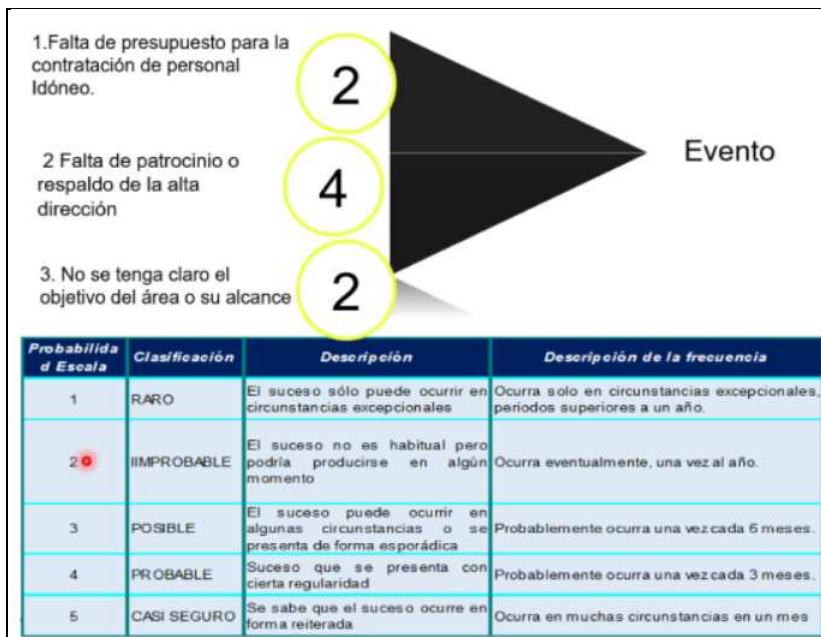 1.Falta de presupuesto para la
contratación de personal
Idóneo.
2
2 Falta de patrocinio o
respaldo de la alta
dirección
4
3. No se tenga claro el
objetivo del área o su alcance
2
Evento
Probabilida
d Escala
Clasificación
Descripción
Descripción de la frecuencia
1
RARO
El suceso sólo puede ocurrir en
circunstancias excepcionales
Ocurra solo en circunstancias excepcionales,
periodos superiores a un año.
2
IIMPROBABLE
El suceso no es habitual pero
podría producirse en algún
momento
Ocurra eventualmente, una vez al año.
3
POSIBLE
El suceso puede ocurrir en
algunas circunstancias o se
presenta de forma esporádica
Probablemente ocurra una vez cada 6 meses.
4
PROBABLE
Suceso que se presenta con
cierta regularidad
Probablemente ocurra una vez cada 3 meses.
5
CASI SEGURO
Se sabe que el suceso ocurre en
forma reiterada
Ocurra en muchas circunstancias en un mes